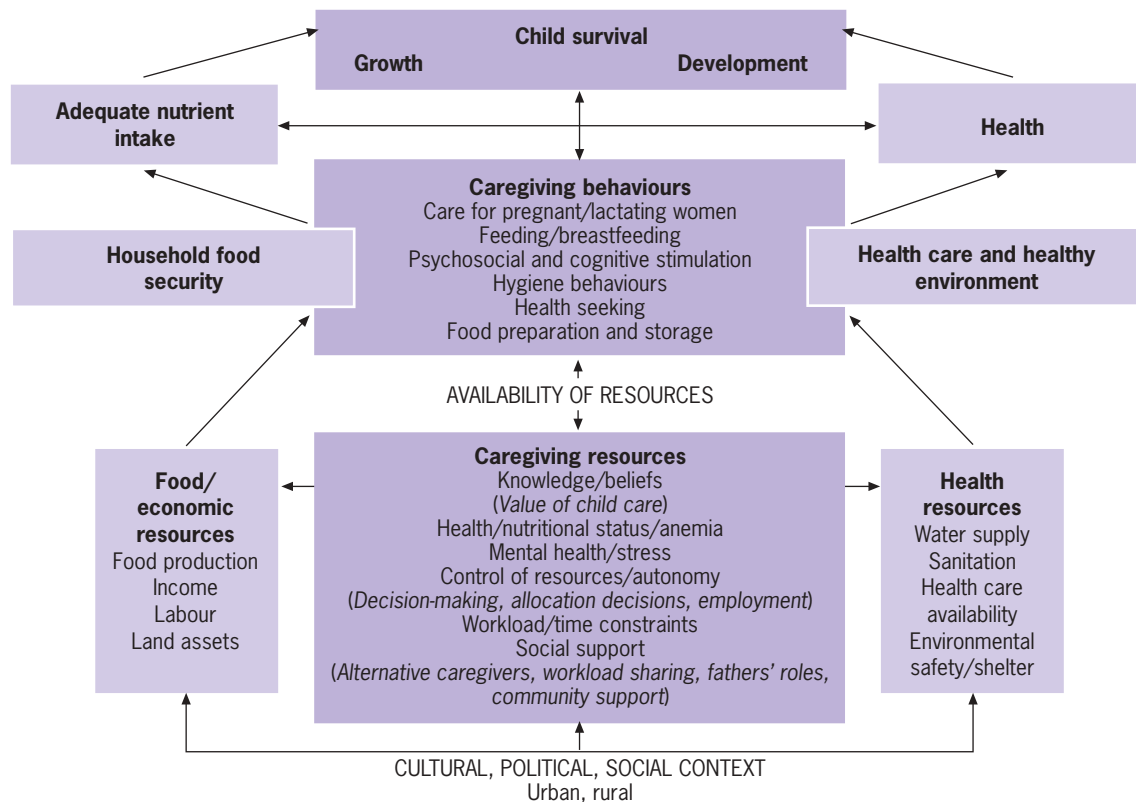 Child survival
Growth Development
Adequate nutrient
intake
Health
Caregiving behaviours
Care for pregnant/lactating women
Feeding/breastfeeding
Psychosocial and cognitive stimulation
Hygiene behaviours
Health seeking
Food preparation and storage
Household food
security
Health care and healthy
environment
AVAILABILITY OF RESOURCES
Food/
economic
resources
Food production
Income
Labour
Land assets
Caregiving resources
Knowledge/beliefs
(Value of child care)
Health/nutritional status/anemia
Mental health/stress
Control of resources/autonomy
(Decision-making, allocation decisions, employment)
Workload/time constraints
Social support
(Alternative caregivers, workload sharing, fathers' roles,
community support)
Health
resources
Water supply
Sanitation
Health care
availability
Environmental
safety/shelter
CULTURAL, POLITICAL, SOCIAL CONTEXT
Urban, rural